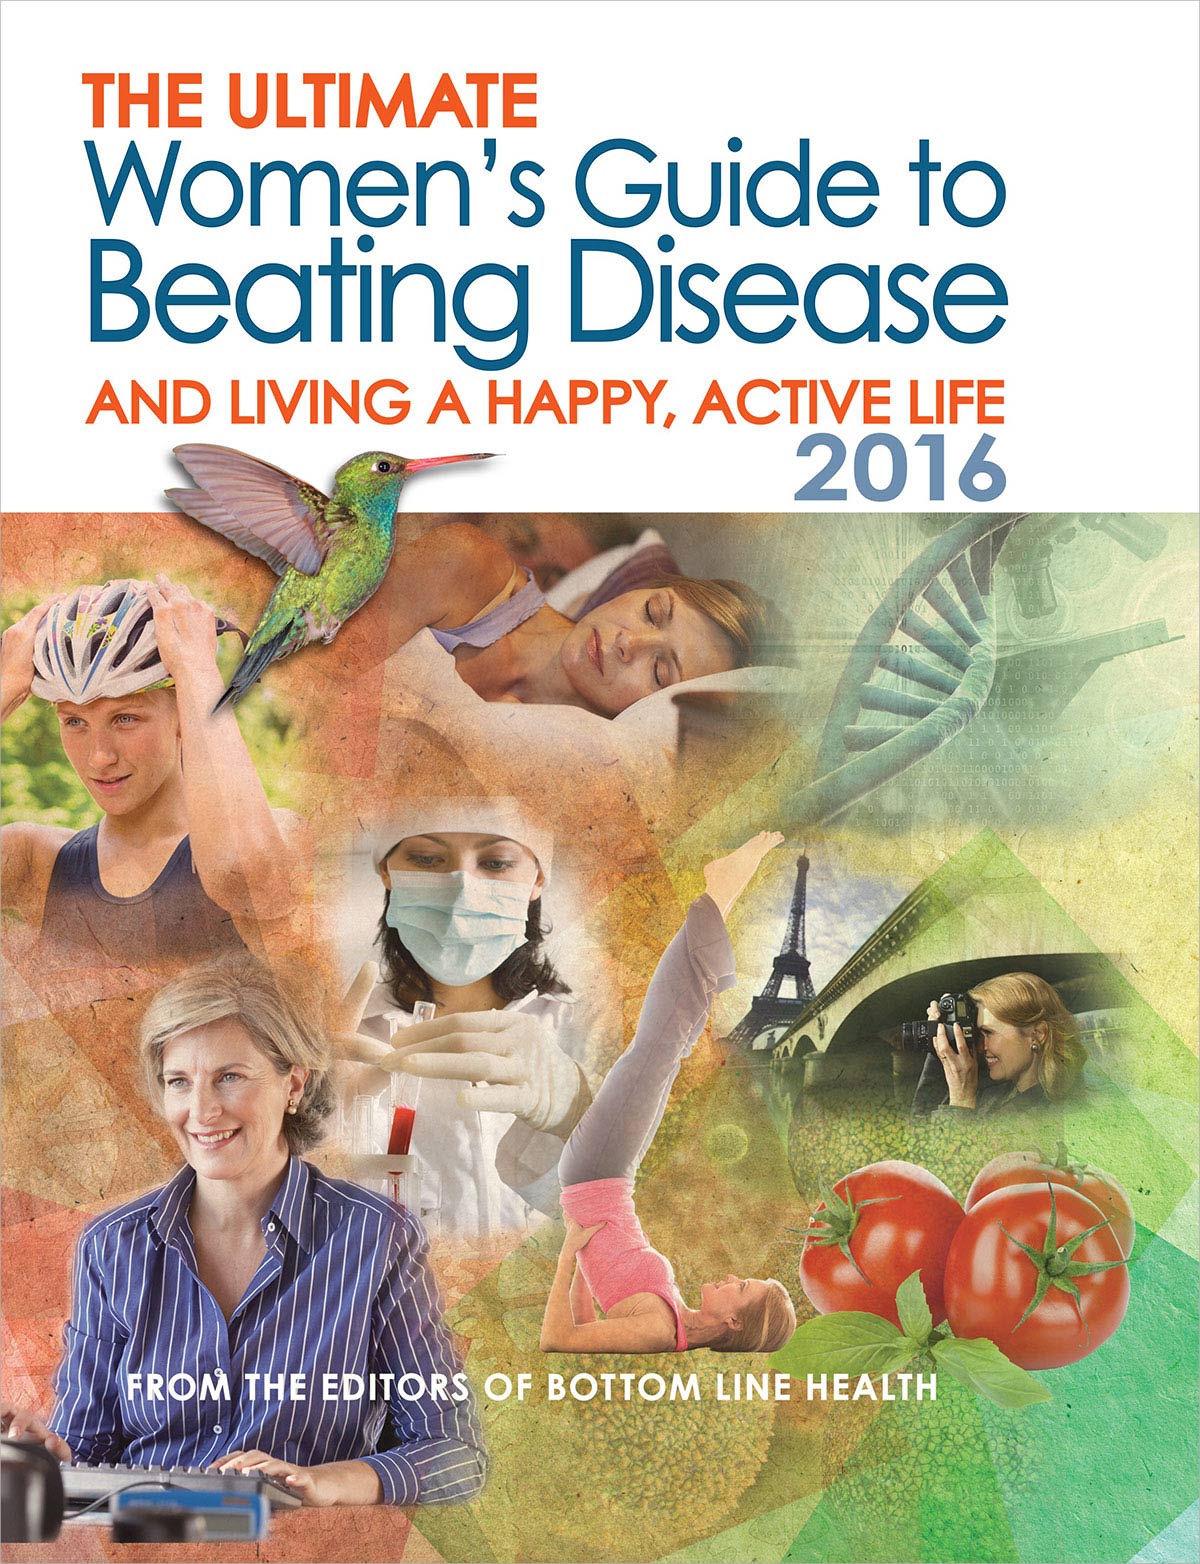 THE ULTIMATE
Women's Guide to
Beating Disease
AND LIVING A HAPPY, ACTIVE LIFE
2016
FROM THE EDITORS OF BOTTOM LINE HEALTH